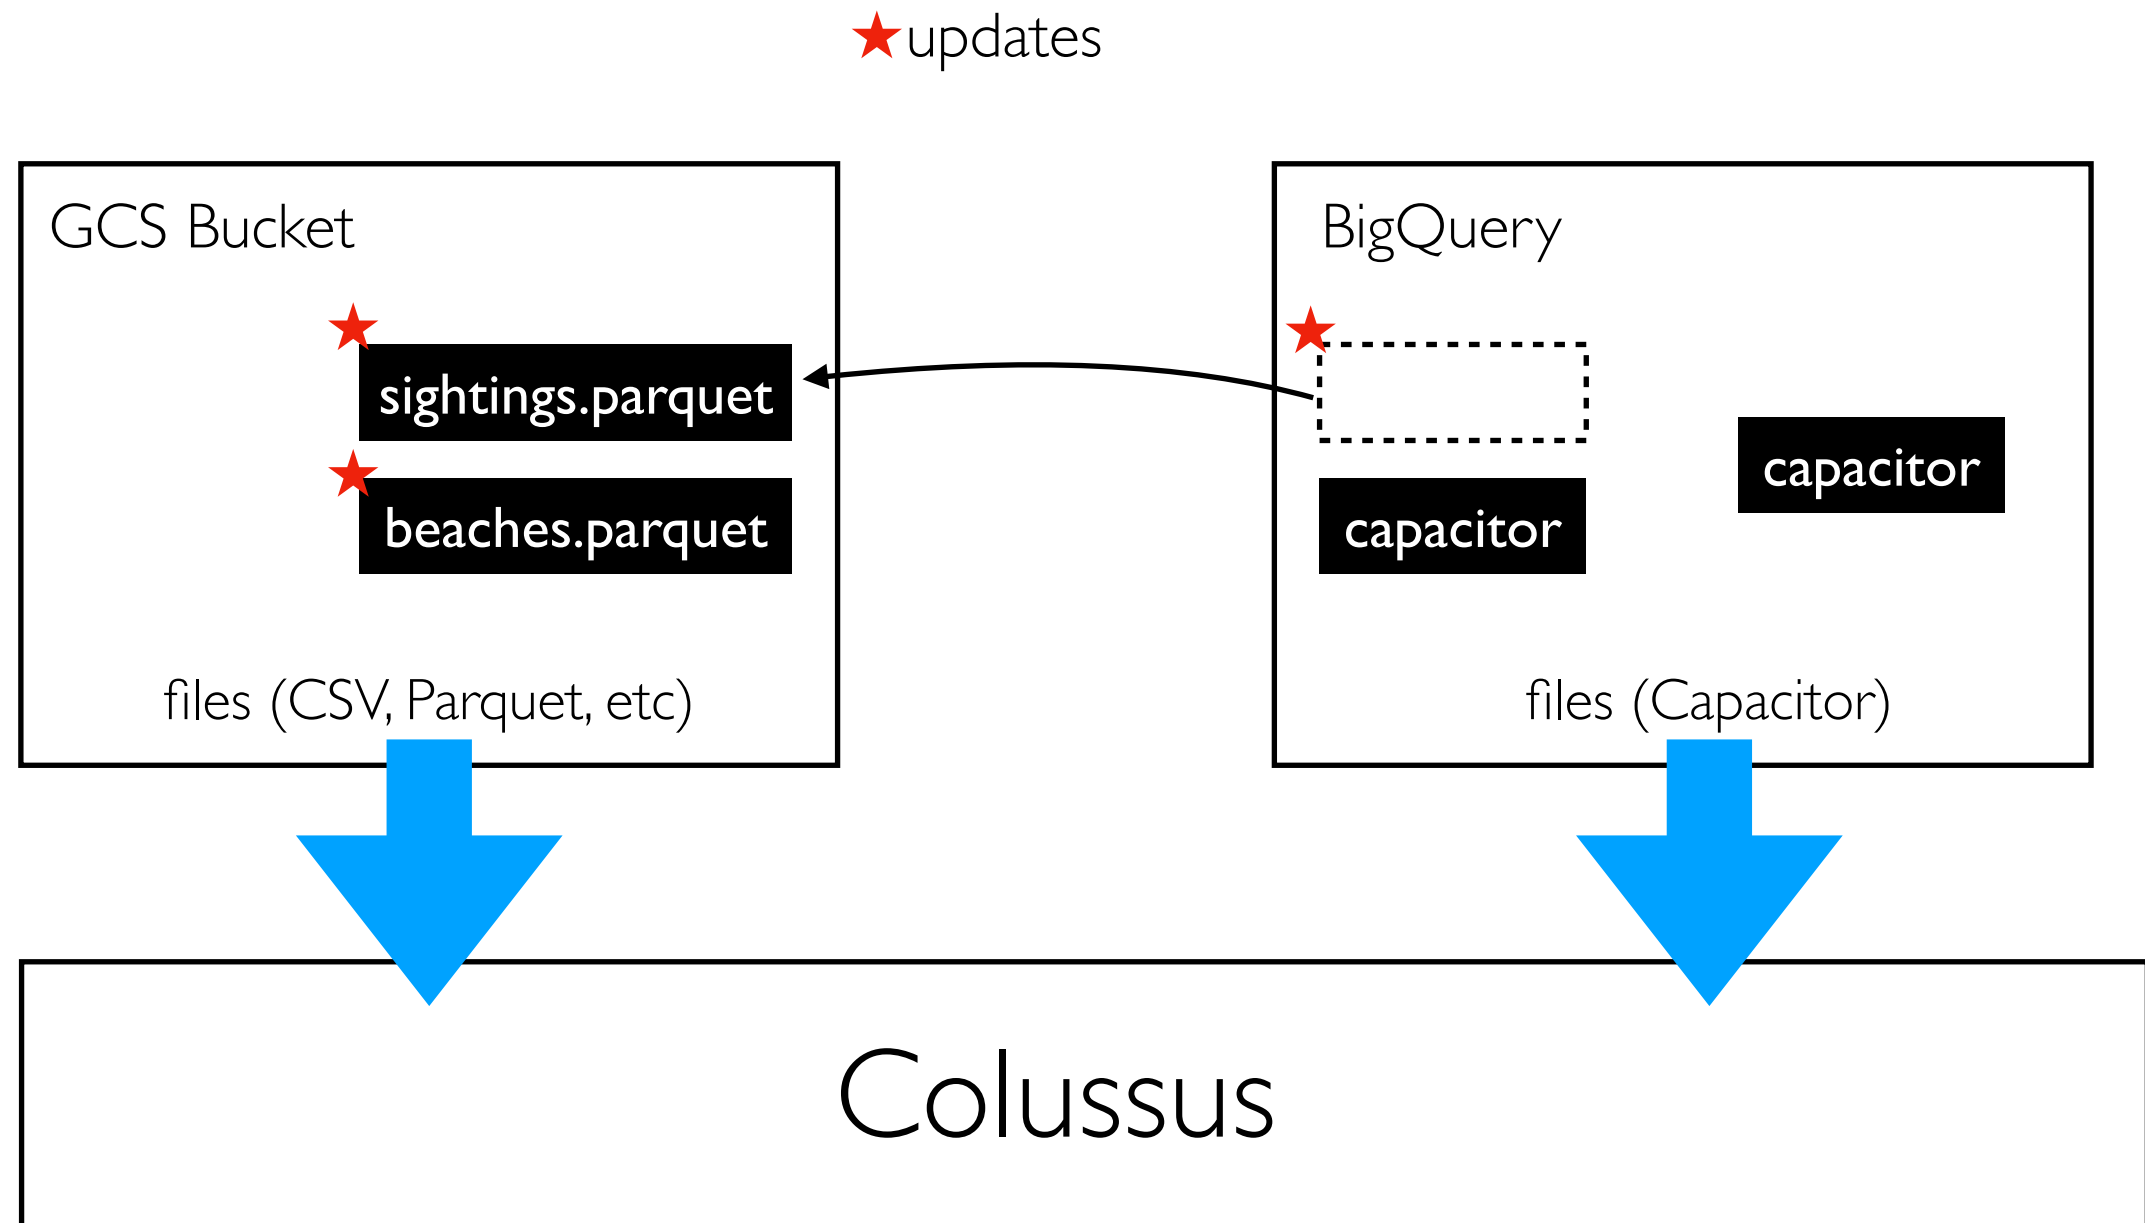 updates
GCS Bucket
sightings.parquet
beaches.parquet
files (CSV, Parquet, etc)
BigQuery
capacitor
capacitor
files (Capacitor)
Colussus